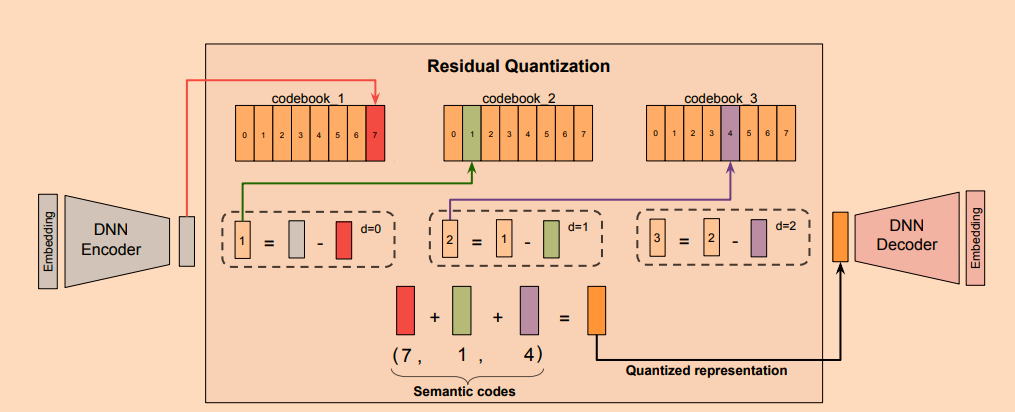 Residual Quantization
codebook_1
codebook_2
codebook_3
0 1 2 3 4 5 6 7
0 1 2 3 4 5 6 7
0 1 2 3 4 5 6 7
Embedding
DNN
Encoder
1 = - d=0
2 = 1 - d=1
3 = 2 - d=2
DNN
Decoder
Embedding
+ + =
(7, 1, 4)
Semantic codes
Quantized representation